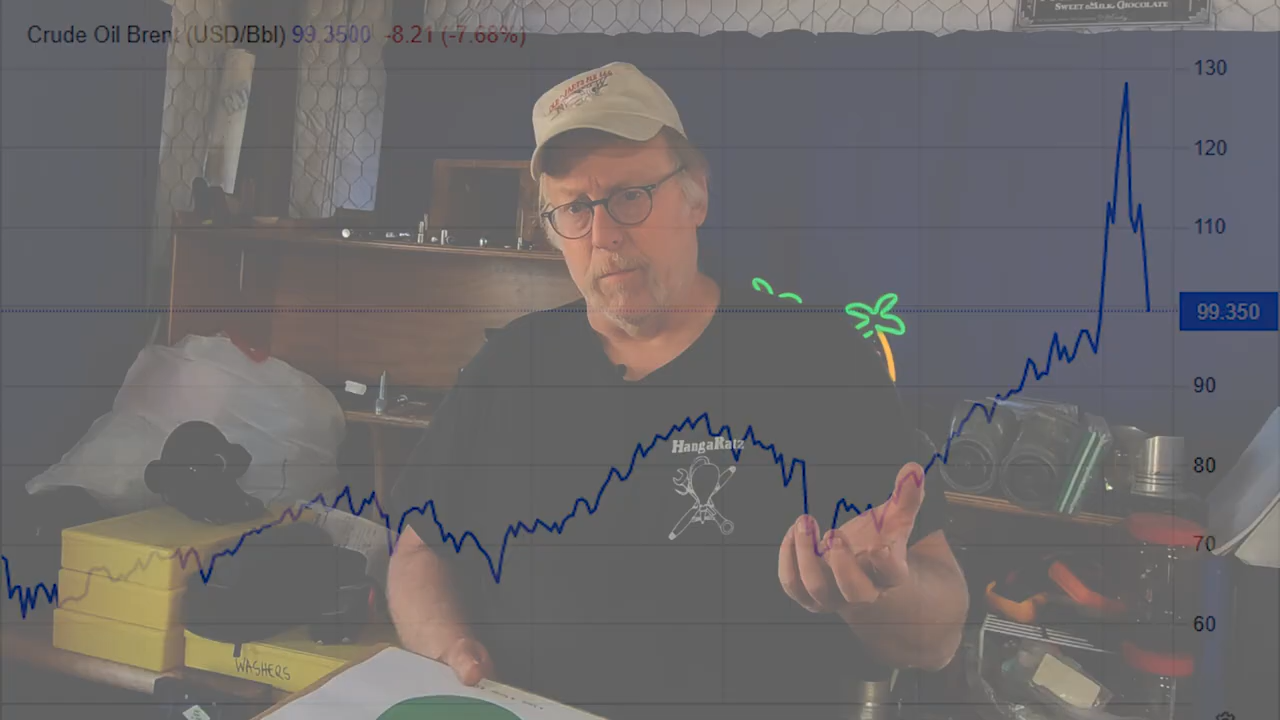 SWEET & MILK CHOCOLATE
Crude Oil Brent (USD/Bbl) 99.3500 -8.21 (-7.68%)
130
120
110
99.350
90
80
HangaRatz
70
60
WASHERS